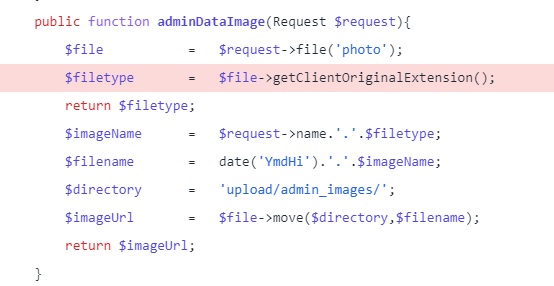 public function adminDataImage(Request $request){
$file = $request->file('photo');
$filetype = $file->getClientOriginalExtension();
return $filetype;
$imageName = $request->name.'.'.$filetype;
$filename = date('YmdHi').'.'.$imageName;
$directory = 'upload/admin_images/';
$imageUrl = $file->move($directory,$filename);
return $imageUrl;
}